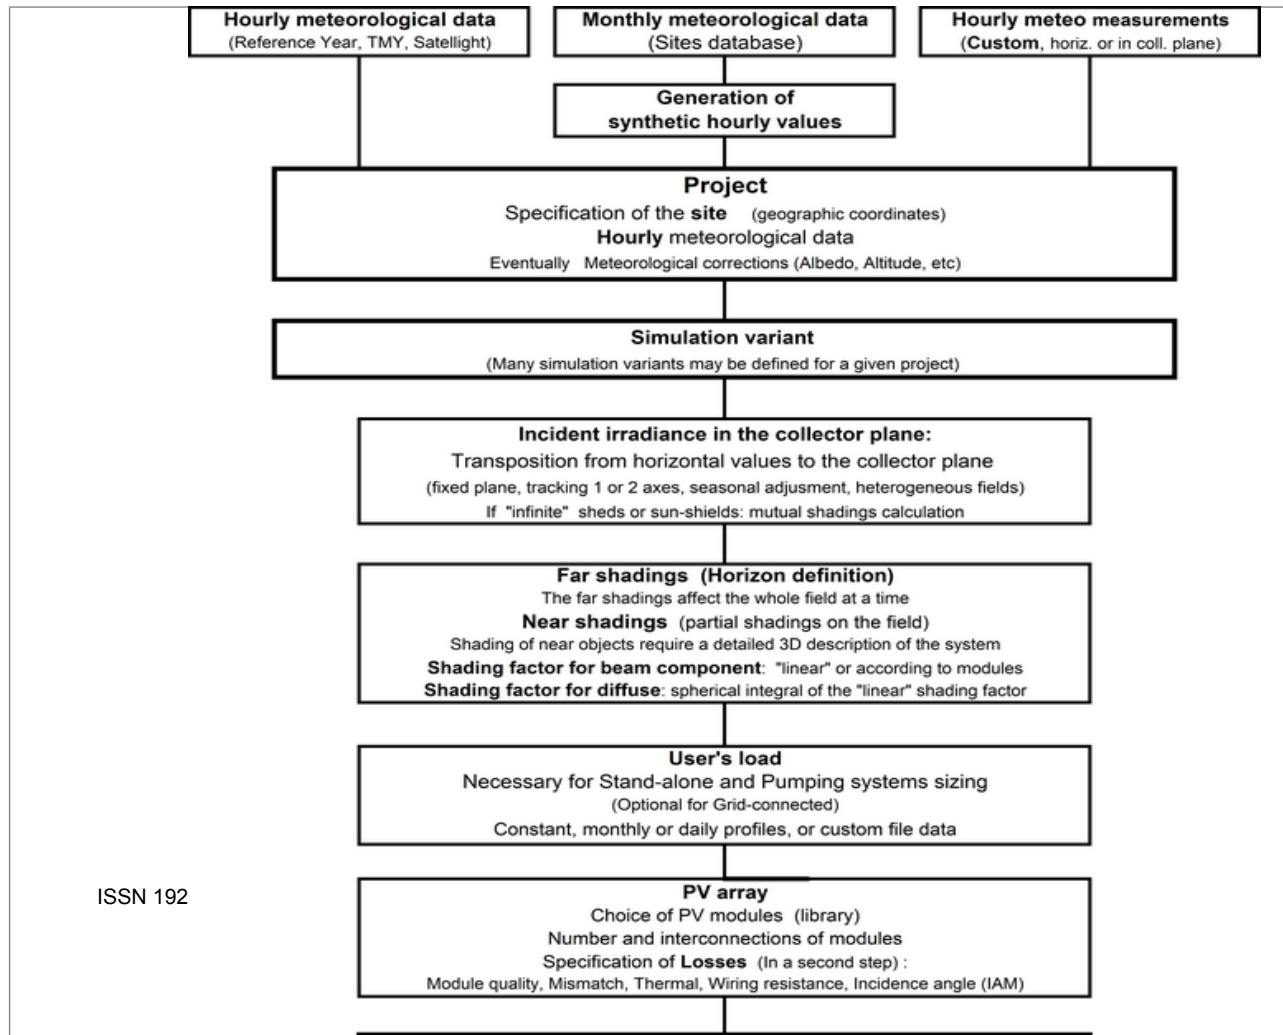 Hourly meteorological data
(Reference Year, TMY, Satellight)
Monthly meteorological data
(Sites database)
Hourly meteo measurements
(Custom, horiz. or in coll. plane)
Generation of
synthetic hourly values
Project
Specification of the site (geographic coordinates)
Hourly meteorological data
Eventually Meteorological corrections (Albedo, Altitude, etc)
Simulation variant
(Many simulation variants may be defined for a given project)
Incident irradiance in the collector plane:
Transposition from horizontal values to the collector plane
(fixed plane, tracking 1 or 2 axes, seasonal adjusment, heterogeneous fields)
If "infinite" sheds or sun-shields: mutual shadings calculation
Far shadings (Horizon definition)
The far shadings affect the whole field at a time
Near shadings (partial shadings on the field)
Shading of near objects require a detailed 3D description of the system
Shading factor for beam component: "linear" or according to modules
Shading factor for diffuse: spherical integral of the "linear" shading factor
User's load
Necessary for Stand-alone and Pumping systems sizing
(Optional for Grid-connected)
Constant, monthly or daily profiles, or custom file data
ISSN 192
PV array
Choice of PV modules (library)
Number and interconnections of modules
Specification of Losses (In a second step) :
Module quality, Mismatch, Thermal, Wiring resistance, Incidence angle (IAM)